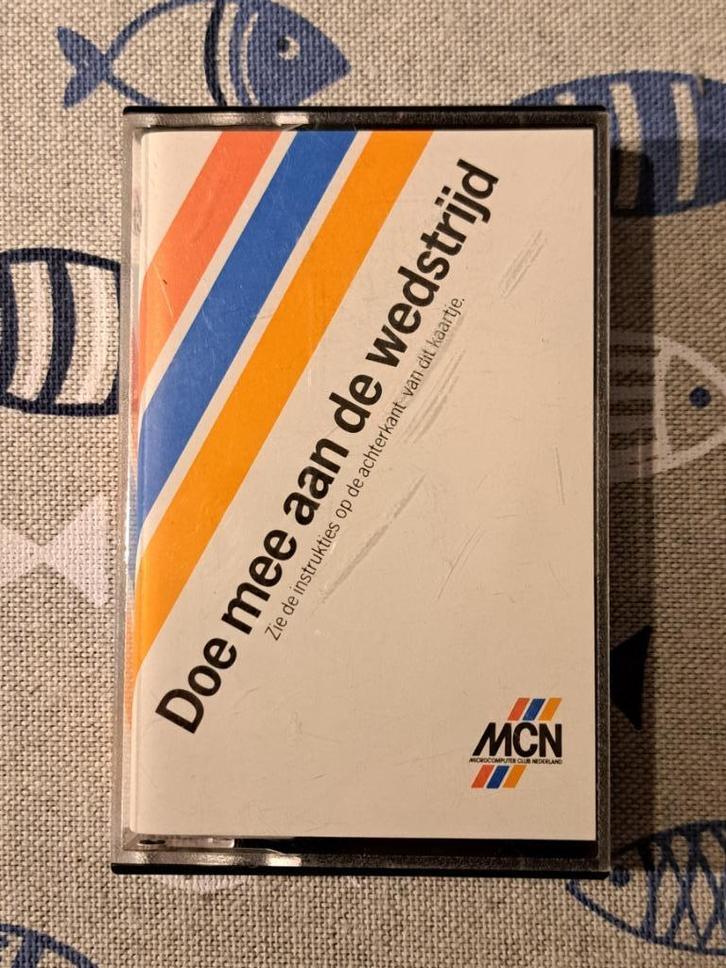 Doe mee aan de wedstrijd
Zie de instrukties op de achterkant van dit kaartje.
MCN
MICROCOMPUTER CLUB NEDERLAND